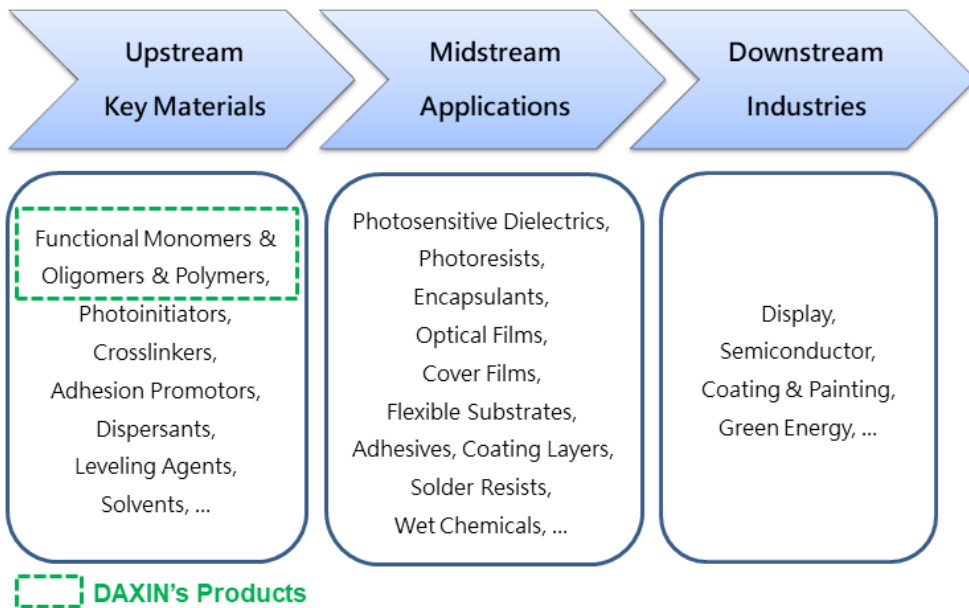 Upstream
Key Materials
Midstream
Applications
Downstream
Industries
Functional Monomers &
Oligomers & Polymers,
Photoinitiators,
Crosslinkers,
Adhesion Promotors,
Dispersants,
Leveling Agents,
Solvents, ...
Photosensitive Dielectrics,
Photoresists,
Encapsulants,
Optical Films,
Cover Films,
Flexible Substrates,
Adhesives, Coating Layers,
Solder Resists,
Wet Chemicals, ...
Display,
Semiconductor,
Coating & Painting,
Green Energy, ...
DAXIN's Products